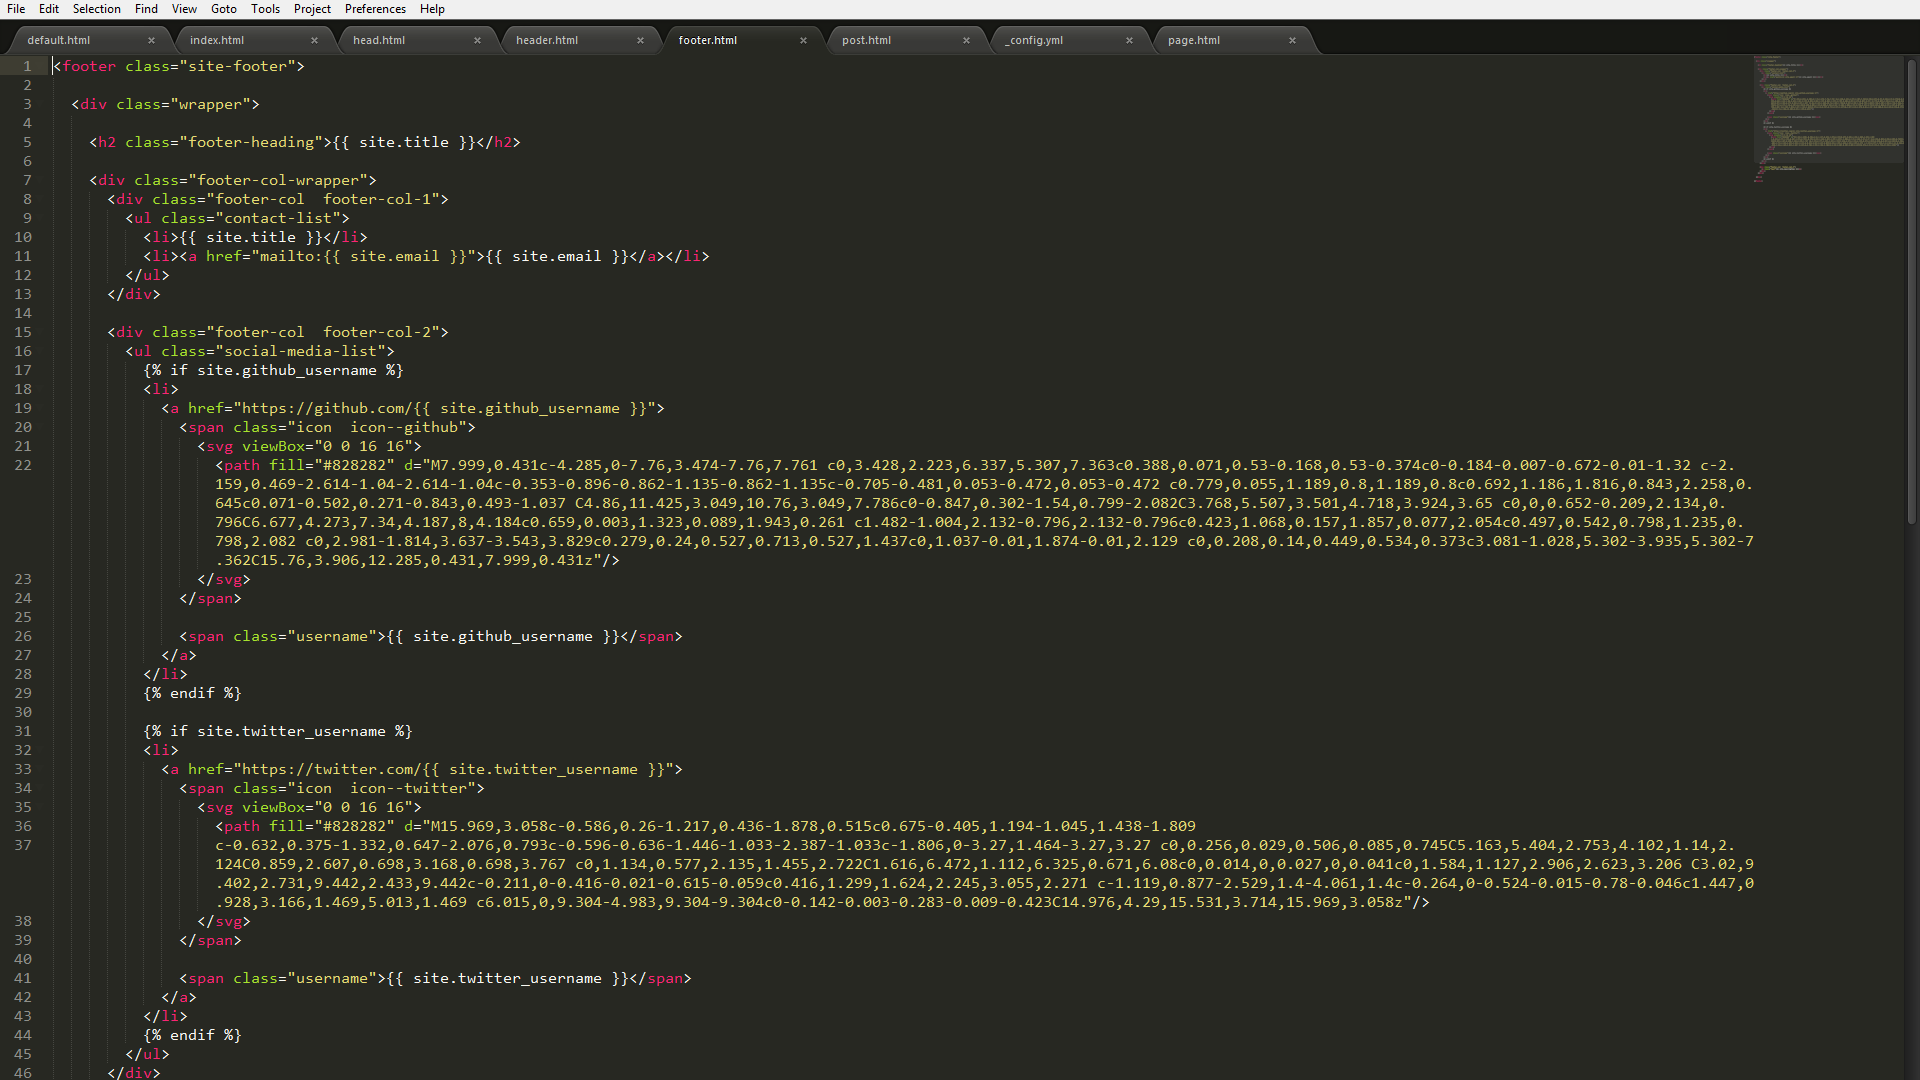 File Edit Selection Find View Goto Tools Project Preferences Help
default.html × index.html × head.html × header.html × footer.html × post.html × _config.yml × page.html ×
1 <footer class="site-footer">
2
3 <div class="wrapper">
4
5 <h2 class="footer-heading">{{ site.title }}</h2>
6
7 <div class="footer-col-wrapper">
8 <div class="footer-col  footer-col-1">
9 <ul class="contact-list">
10 <li>{{ site.title }}</li>
11 <li><a href="mailto:{{ site.email }}">{{ site.email }}</a></li>
12 </ul>
13 </div>
14
15 <div class="footer-col  footer-col-2">
16 <ul class="social-media-list">
17 {% if site.github_username %}
18 <li>
19 <a href="https://github.com/{{ site.github_username }}">
20 <span class="icon  icon--github">
21 <svg viewBox="0 0 16 16">
22 <path fill="#828282" d="M7.999,0.431c-4.285,0-7.76,3.474-7.76,7.761 c0,3.428,2.223,6.337,5.307,7.363c0.388,0.071,0.53-0.168,0.53-0.374c0-0.184-0.007-0.672-0.01-1.32 c-2.
159,0.469-2.614-1.04-2.614-1.04c-0.353-0.896-0.862-1.135-0.862-1.135c-0.705-0.481,0.053-0.472,0.053-0.472 c0.779,0.055,1.189,0.8,1.189,0.8c0.692,1.186,1.816,0.843,2.258,0.
645c0.071-0.502,0.271-0.843,0.493-1.037 C4.86,11.425,3.049,10.76,3.049,7.786c0-0.847,0.302-1.54,0.799-2.082C3.768,5.507,3.501,4.718,3.924,3.65 c0,0,0.652-0.209,2.134,0.
796C6.677,4.273,7.34,4.187,8,4.184c0.659,0.003,1.323,0.089,1.943,0.261 c1.482-1.004,2.132-0.796,2.132-0.796c0.423,1.068,0.157,1.857,0.077,2.054c0.497,0.542,0.798,1.235,0.
798,2.082 c0,2.981-1.814,3.637-3.543,3.829c0.279,0.24,0.527,0.713,0.527,1.437c0,1.037-0.01,1.874-0.01,2.129 c0,0.208,0.14,0.449,0.534,0.373c3.081-1.028,5.302-3.935,5.302-7
.362C15.76,3.906,12.285,0.431,7.999,0.431z"/>
23 </svg>
24 </span>
25
26 <span class="username">{{ site.github_username }}</span>
27 </a>
28 </li>
29 {% endif %}
30
31 {% if site.twitter_username %}
32 <li>
33 <a href="https://twitter.com/{{ site.twitter_username }}">
34 <span class="icon  icon--twitter">
35 <svg viewBox="0 0 16 16">
36 <path fill="#828282" d="M15.969,3.058c-0.586,0.26-1.217,0.436-1.878,0.515c0.675-0.405,1.194-1.045,1.438-1.809
37 c-0.632,0.375-1.332,0.647-2.076,0.793c-0.596-0.636-1.446-1.033-2.387-1.033c-1.806,0-3.27,1.464-3.27,3.27 c0,0.256,0.029,0.506,0.085,0.745C5.163,5.404,2.753,4.102,1.14,2.
124C0.859,2.607,0.698,3.168,0.698,3.767 c0,1.134,0.577,2.135,1.455,2.722C1.616,6.472,1.112,6.325,0.671,6.08c0,0.014,0,0.027,0,0.041c0,1.584,1.127,2.906,2.623,3.206 C3.02,9
.402,2.731,9.442,2.433,9.442c-0.211,0-0.416-0.021-0.615-0.059c0.416,1.299,1.624,2.245,3.055,2.271 c-1.119,0.877-2.529,1.4-4.061,1.4c-0.264,0-0.524-0.015-0.78-0.046c1.447,0
.928,3.166,1.469,5.013,1.469 c6.015,0,9.304-4.983,9.304-9.304c0-0.142-0.003-0.283-0.009-0.423C14.976,4.29,15.531,3.714,15.969,3.058z"/>
38 </svg>
39 </span>
40
41 <span class="username">{{ site.twitter_username }}</span>
42 </a>
43 </li>
44 {% endif %}
45 </ul>
46 </div>